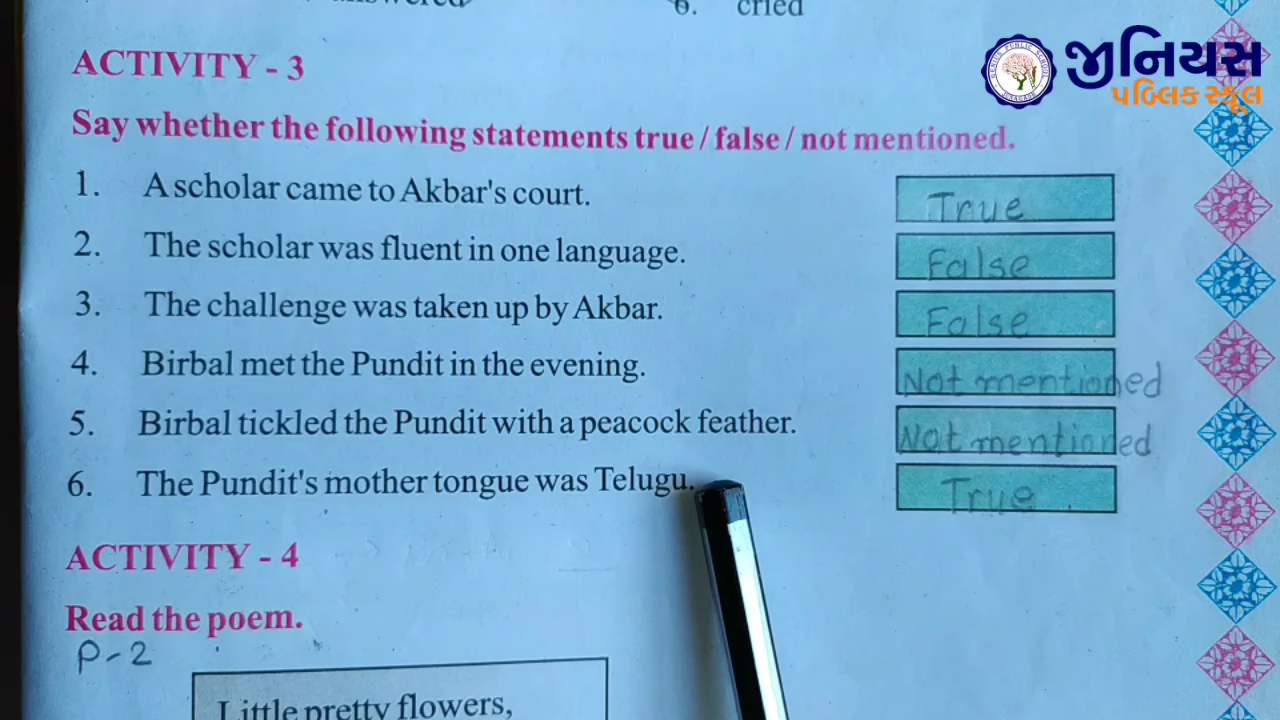 answered 6. cried
જીનિયસ
પબ્લિક સ્કૂલ
ACTIVITY - 3
Say whether the following statements true / false / not mentioned.
1. A scholar came to Akbar's court. True
2. The scholar was fluent in one language. False
3. The challenge was taken up by Akbar. False
4. Birbal met the Pundit in the evening. Not mentioned
5. Birbal tickled the Pundit with a peacock feather. Not mentioned
6. The Pundit's mother tongue was Telugu. True
ACTIVITY - 4
Read the poem.
P-2
Little pretty flowers,